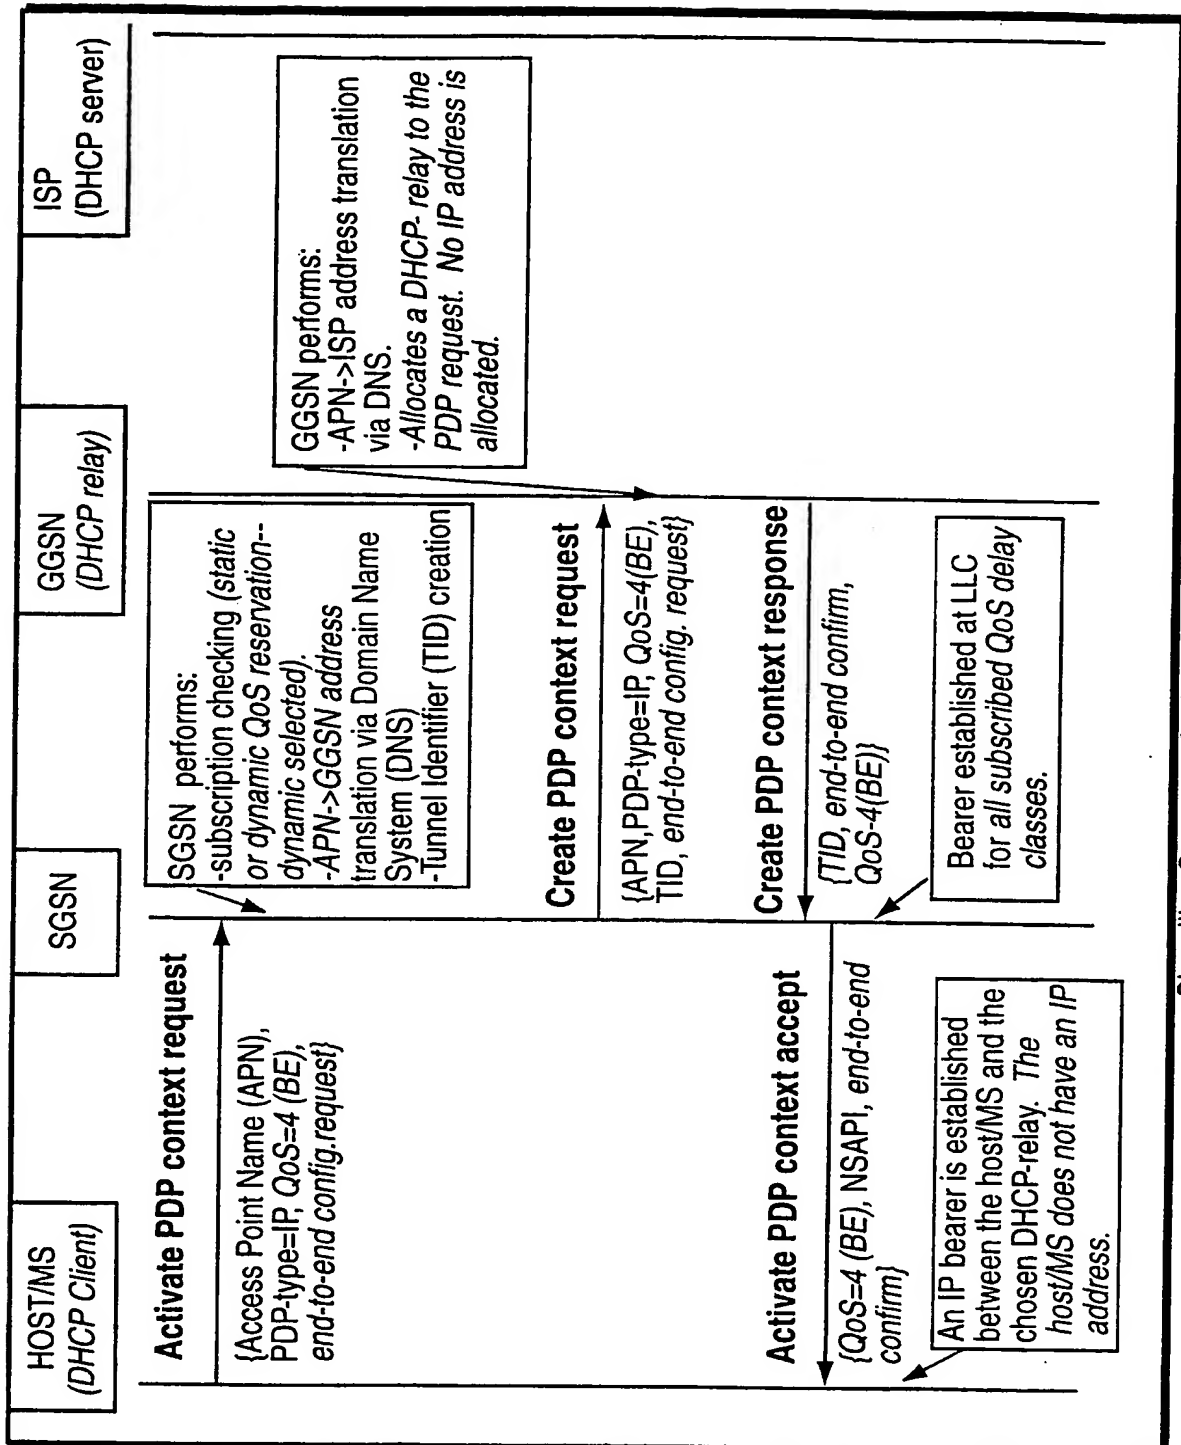 HOST/MS
(DHCP Client)
SGSN
GGSN
(DHCP relay)
ISP
(DHCP server)
Activate PDP context request
{Access Point Name (APN),
PDP-type=IP, QoS=4 (BE),
end-to-end config.request}
SGSN performs:
-subscription checking (static
or dynamic QoS reservation--
dynamic selected).
-APN->GGSN address
translation via Domain Name
System (DNS)
-Tunnel Identifier (TID) creation
Create PDP context request
{APN,PDP-type=IP, QoS=4(BE),
TID, end-to-end config. request}
GGSN performs:
-APN->ISP address translation
via DNS.
-Allocates a DHCP- relay to the
PDP request. No IP address is
allocated.
Create PDP context response
{TID, end-to-end confirm,
QoS-4(BE)}
Bearer established at LLC
for all subscribed QoS delay
classes.
Activate PDP context accept
{QoS=4 (BE), NSAPI, end-to-end
confirm}
An IP bearer is established
between the host/MS and the
chosen DHCP-relay. The
host/MS does not have an IP
address.